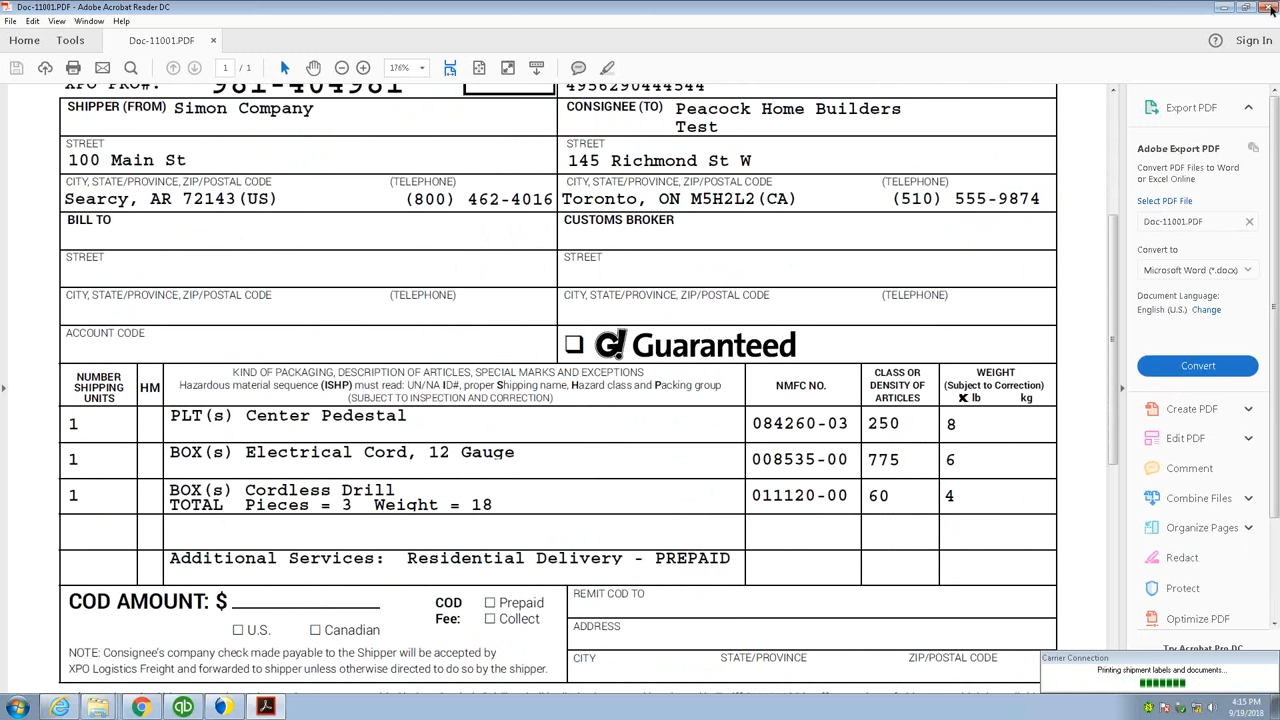 Doc-11001.PDF - Adobe Acrobat Reader DC
File Edit View Window Help
Home Tools Doc-11001.PDF × Sign In
1 / 1 176%
XPO PRO#: 981-404981 4956290444544
SHIPPER (FROM) Simon Company CONSIGNEE (TO) Peacock Home Builders
Test
STREET STREET
100 Main St 145 Richmond St W
CITY, STATE/PROVINCE, ZIP/POSTAL CODE (TELEPHONE) CITY, STATE/PROVINCE, ZIP/POSTAL CODE (TELEPHONE)
Searcy, AR 72143(US) (800) 462-4016 Toronto, ON M5H2L2(CA) (510) 555-9874
BILL TO CUSTOMS BROKER
STREET STREET
CITY, STATE/PROVINCE, ZIP/POSTAL CODE (TELEPHONE) CITY, STATE/PROVINCE, ZIP/POSTAL CODE (TELEPHONE)
ACCOUNT CODE
G! Guaranteed
NUMBER SHIPPING UNITS
HM
KIND OF PACKAGING, DESCRIPTION OF ARTICLES, SPECIAL MARKS AND EXCEPTIONS
Hazardous material sequence (ISHP) must read: UN/NA ID#, proper Shipping name, Hazard class and Packing group
(SUBJECT TO INSPECTION AND CORRECTION)
NMFC NO.
CLASS OR DENSITY OF ARTICLES
WEIGHT
(Subject to Correction)
X lb kg
1 PLT(s) Center Pedestal 084260-03 250 8
1 BOX(s) Electrical Cord, 12 Gauge 008535-00 775 6
1 BOX(s) Cordless Drill 011120-00 60 4
TOTAL Pieces = 3 Weight = 18
Additional Services: Residential Delivery - PREPAID
COD AMOUNT: $
U.S. Canadian
COD Fee: Prepaid
Collect
NOTE: Consignee's company check made payable to the Shipper will be accepted by
XPO Logistics Freight and forwarded to shipper unless otherwise directed to do so by the shipper.
REMIT COD TO
ADDRESS
CITY STATE/PROVINCE ZIP/POSTAL CODE
Export PDF
Adobe Export PDF
Convert PDF Files to Word
or Excel Online
Select PDF File
Doc-11001.PDF
Convert to
Microsoft Word (*.docx)
Document Language:
English (U.S.) Change
Convert
Create PDF
Edit PDF
Comment
Combine Files
Organize Pages
Redact
Protect
Optimize PDF
Try Acrobat Pro DC
Carrier Connection
Printing shipment labels and documents...
4:15 PM
9/19/2018